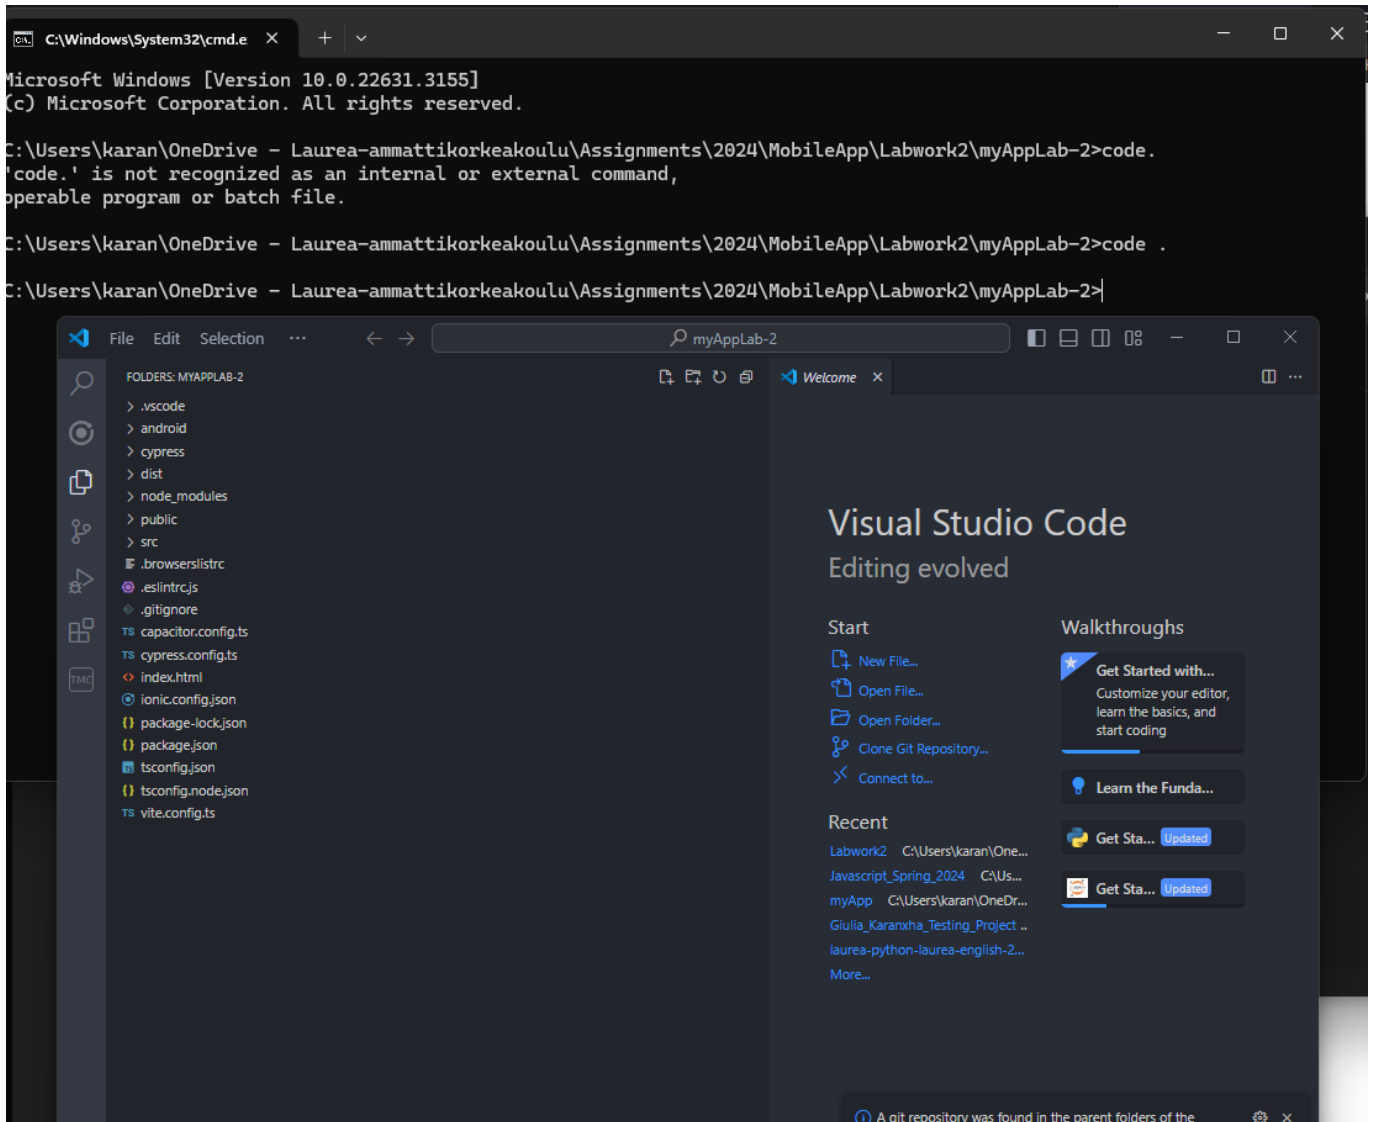 C:\Windows\System32\cmd.e
Microsoft Windows [Version 10.0.22631.3155]
(c) Microsoft Corporation. All rights reserved.
C:\Users\karan\OneDrive - Laurea-ammattikorkeakoulu\Assignments\2024\MobileApp\Labwork2\myAppLab-2>code.
'code.' is not recognized as an internal or external command,
operable program or batch file.
C:\Users\karan\OneDrive - Laurea-ammattikorkeakoulu\Assignments\2024\MobileApp\Labwork2\myAppLab-2>code .
C:\Users\karan\OneDrive - Laurea-ammattikorkeakoulu\Assignments\2024\MobileApp\Labwork2\myAppLab-2>
File Edit Selection ··· myAppLab-2
FOLDERS: MYAPPLAB-2
.vscode
android
cypress
dist
node_modules
public
src
.browserslistrc
.eslintrc.js
.gitignore
TS capacitor.config.ts
TS cypress.config.ts
<> index.html
ionic.config.json
{} package-lock.json
{} package.json
TS tsconfig.json
{} tsconfig.node.json
TS vite.config.ts
TMC
Welcome
Visual Studio Code
Editing evolved
Start
New File...
Open File...
Open Folder...
Clone Git Repository...
Connect to...
Recent
Labwork2 C:\Users\karan\One...
Javascript_Spring_2024 C:\Us...
myApp C:\Users\karan\OneDr...
Giulia_Karanxha_Testing_Project ..
laurea-python-laurea-english-2...
More...
Walkthroughs
Get Started with...
Customize your editor,
learn the basics, and
start coding
Learn the Funda...
Get Sta... Updated
Get Sta... Updated
A git repository was found in the parent folders of the